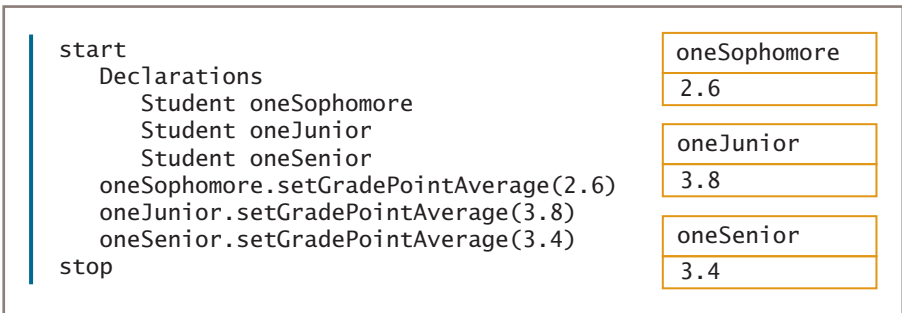 start
Declarations
Student oneSophomore
Student oneJunior
Student oneSenior
oneSophomore.setGradePointAverage(2.6)
oneJunior.setGradePointAverage(3.8)
oneSenior.setGradePointAverage(3.4)
stop
oneSophomore
2.6
oneJunior
3.8
oneSenior
3.4